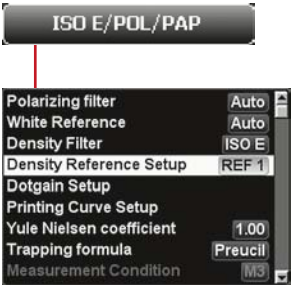 ISO E/POL/PAP
Polarizing filter Auto
White Reference Auto
Density Filter ISO E
Density Reference Setup REF 1
Dotgain Setup
Printing Curve Setup
Yule Nielsen coefficient 1.00
Trapping formula Preucil
Measurement Condition M3